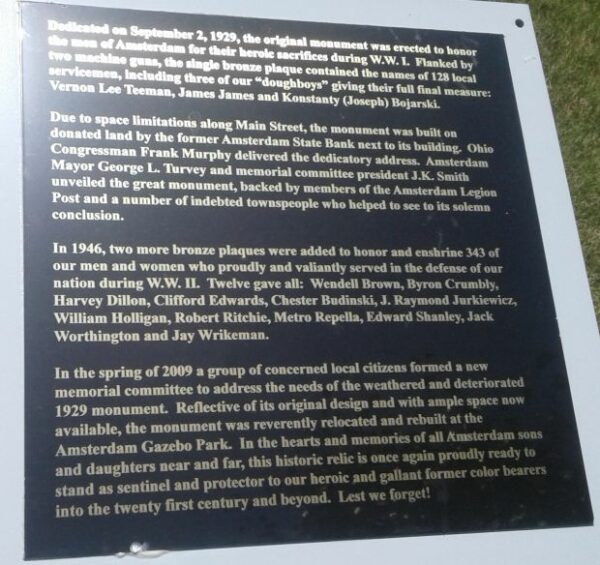 Dedicated on September 2, 1929, the original monument was erected to honor
the men of Amsterdam for their heroic sacrifices during W.W. I.  Flanked by
two machine guns, the single bronze plaque contained the names of 128 local
servicemen, including three of our “doughboys” giving their full final measure:
Vernon Lee Teeman, James James and Konstanty (Joseph) Bojarski.
Due to space limitations along Main Street, the monument was built on
donated land by the former Amsterdam State Bank next to its building.  Ohio
Congressman Frank Murphy delivered the dedicatory address.  Amsterdam
Mayor George L. Turvey and memorial committee president J.K. Smith
unveiled the great monument, backed by members of the Amsterdam Legion
Post and a number of indebted townspeople who helped to see to its solemn
conclusion.
In 1946, two more bronze plaques were added to honor and enshrine 343 of
our men and women who proudly and valiantly served in the defense of our
nation during W.W. II.  Twelve gave all:  Wendell Brown, Byron Crumbly,
Harvey Dillon, Clifford Edwards, Chester Budinski, J. Raymond Jurkiewicz,
William Holligan, Robert Ritchie, Metro Repella, Edward Shanley, Jack
Worthington and Jay Wrikeman.
In the spring of 2009 a group of concerned local citizens formed a new
memorial committee to address the needs of the weathered and deteriorated
1929 monument.  Reflective of its original design and with ample space now
available, the monument was reverently relocated and rebuilt at the
Amsterdam Gazebo Park.  In the hearts and memories of all Amsterdam sons
and daughters near and far, this historic relic is once again proudly ready to
stand as sentinel and protector to our heroic and gallant former color bearers
into the twenty first century and beyond.  Lest we forget!